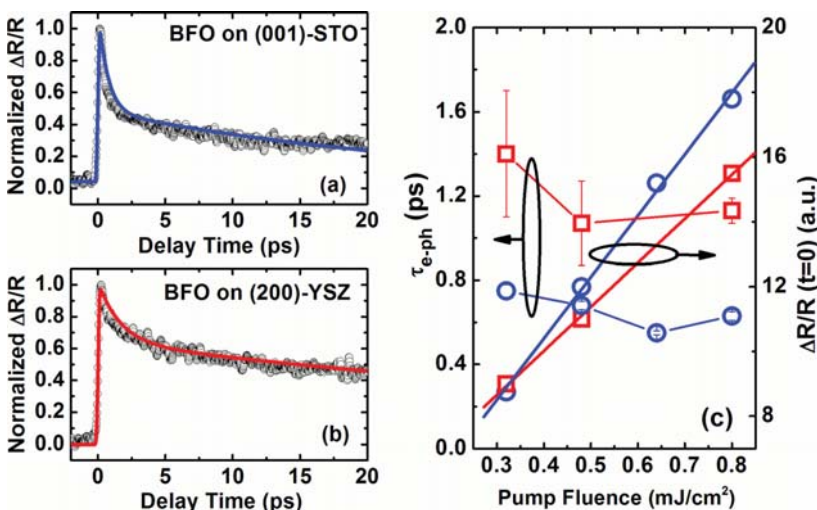 BFO on (001)-STO
Normalized ΔR/R
1.0
0.8
0.6
0.4
0.2
0.0
(a)
0 5 10 15 20
Delay Time (ps)
BFO on (200)-YSZ
Normalized ΔR/R
1.0
0.8
0.6
0.4
0.2
0.0
(b)
0 5 10 15 20
Delay Time (ps)
τe-ph (ps)
2.0
1.6
1.2
0.8
0.4
0.0
20
16
12
8
ΔR/R (t=0) (a.u.)
(c)
0.3 0.4 0.5 0.6 0.7 0.8
Pump Fluence (mJ/cm²)